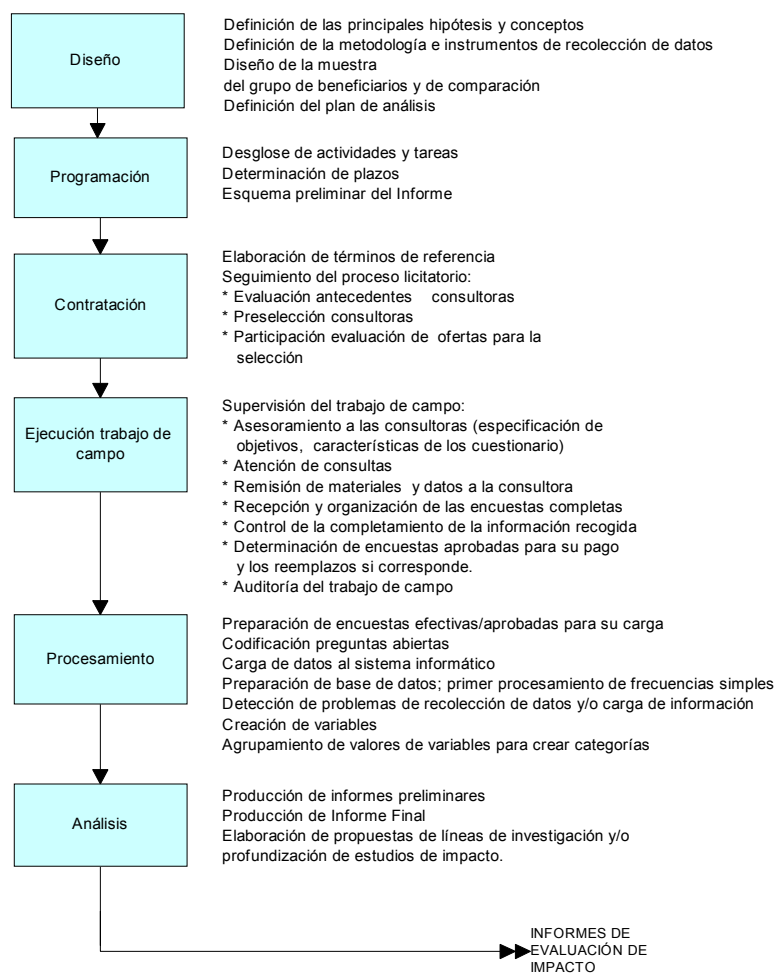 Diseño
Definición de las principales hipótesis y conceptos
Definición de la metodología e instrumentos de recolección de datos
Diseño de la muestra
del grupo de beneficiarios y de comparación
Definición del plan de análisis
Programación
Desglose de actividades y tareas
Determinación de plazos
Esquema preliminar del Informe
Contratación
Elaboración de términos de referencia
Seguimiento del proceso licitatorio:
* Evaluación antecedentes consultoras
* Preselección consultoras
* Participación evaluación de ofertas para la
selección
Ejecución trabajo de
campo
Supervisión del trabajo de campo:
* Asesoramiento a las consultoras (especificación de
objetivos, características de los cuestionario)
* Atención de consultas
* Remisión de materiales y datos a la consultora
* Recepción y organización de las encuestas completas
* Control de la completamiento de la información recogida
* Determinación de encuestas aprobadas para su pago
y los reemplazos si corresponde.
* Auditoría del trabajo de campo
Procesamiento
Preparación de encuestas efectivas/aprobadas para su carga
Codificación preguntas abiertas
Carga de datos al sistema informático
Preparación de base de datos; primer procesamiento de frecuencias simples
Detección de problemas de recolección de datos y/o carga de información
Creación de variables
Agrupamiento de valores de variables para crear categorías
Análisis
Producción de informes preliminares
Producción de Informe Final
Elaboración de propuestas de líneas de investigación y/o
profundización de estudios de impacto.
INFORMES DE
EVALUACIÓN DE
IMPACTO